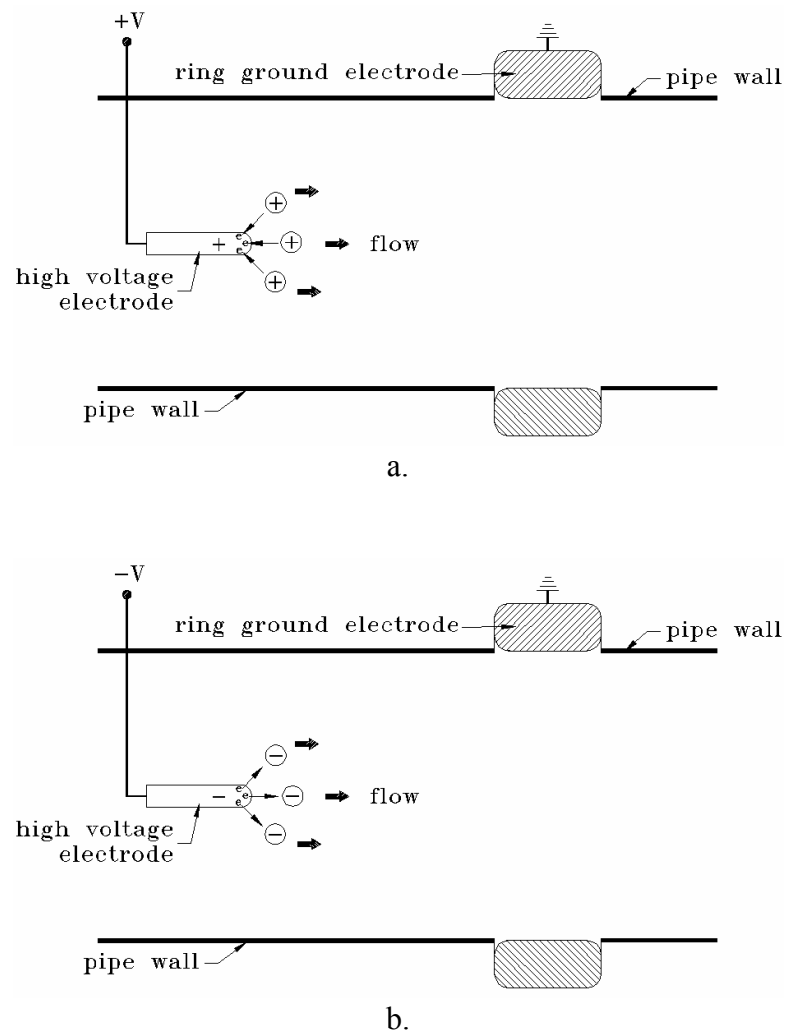 +V
ring ground electrode
pipe wall
+
+
e
e
+
+
flow
e
high voltage
electrode
+
pipe wall
a.
−V
ring ground electrode
pipe wall
−
e
−
e
−
flow
e
high voltage
electrode
−
pipe wall
b.